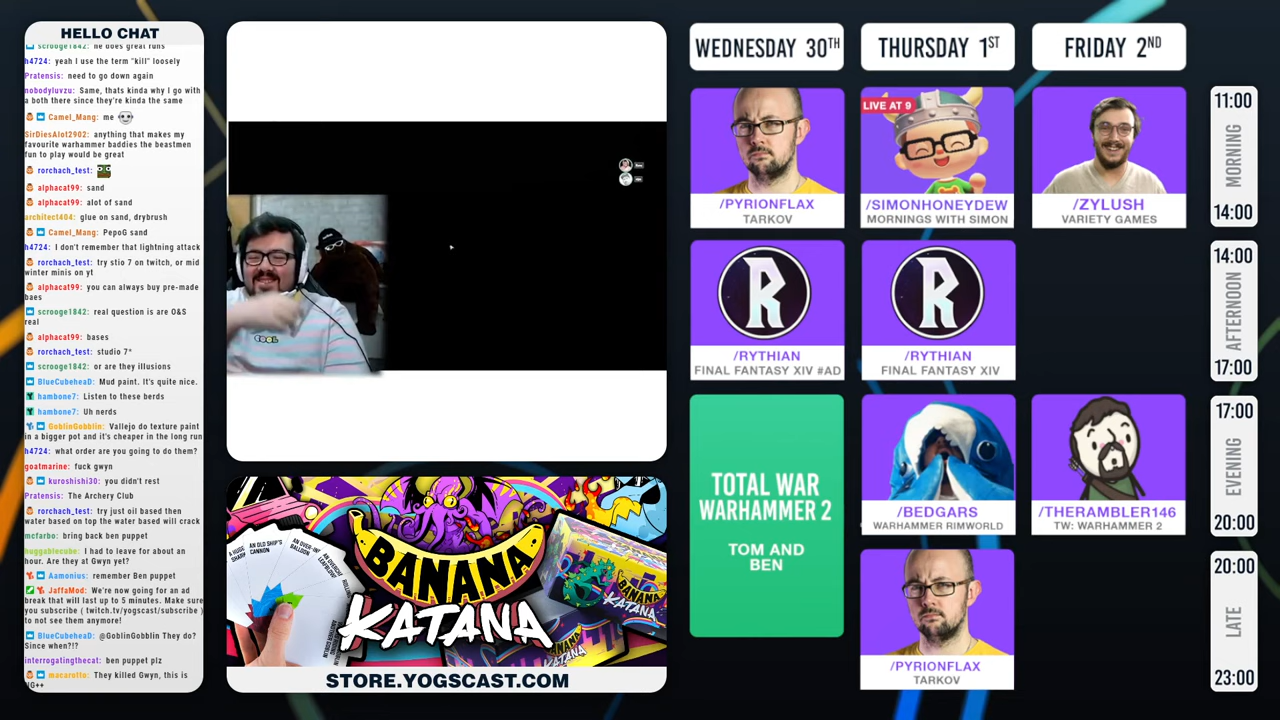 HELLO CHAT
scrooge1842: he does great runs
h4724: yeah I use the term "kill" loosely
Pratensis: need to go down again
nobodyluvzu: Same, thats kinda why I go with
a both there since they're kinda the same
Camel_Mang: me
SirDiesAlot2902: anything that makes my
favourite warhammer baddies the beastmen
fun to play would be great
rorchach_test:
alphacat99: sand
alphacat99: alot of sand
architect404: glue on sand, drybrush
Camel_Mang: PepoG sand
h4724: I don't remember that lightning attack
rorchach_test: try stio 7 on twitch, or mid
winter minis on yt
alphacat99: you can always buy pre-made
baes
scrooge1842: real question is are O&S
real
alphacat99: bases
rorchach_test: studio 7*
scrooge1842: or are they illusions
BlueCubeheaD: Mud paint. It's quite nice.
hambone7: Listen to these berds
hambone7: Uh nerds
GoblinGobblin: Vallejo do texture paint
in a bigger pot and it's cheaper in the long run
h4724: what order are you going to do them?
goatmarine: fuck gwyn
kuroshishi30: you didn't rest
Pratensis: The Archery Club
rorchach_test: try just oil based then
water based on top the water based will crack
mcfarbo: bring back ben puppet
huggablecube: I had to leave for about an
hour. Are they at Gwyn yet?
Aamonius: remember Ben puppet
JaffaMod: We're now going for an ad
break that will last up to 5 minutes. Make sure
you subscribe ( twitch.tv/yogscast/subscribe )
to not see them anymore!
BlueCubeheaD: @GoblinGobblin They do?
Since when?!?
interrogatingthecat: ben puppet plz
macarotto: They killed Gwyn, this is
NG++
COOL
BANANA
KATANA
BANANA
KATANA
AN OLD SHIP'S
CANNON
STORE.YOGSCAST.COM
WEDNESDAY 30TH
THURSDAY 1ST
FRIDAY 2ND
/PYRIONFLAX
TARKOV
LIVE AT 9
/SIMONHONEYDEW
MORNINGS WITH SIMON
/ZYLUSH
VARIETY GAMES
11:00
MORNING
14:00
/RYTHIAN
FINAL FANTASY XIV #AD
/RYTHIAN
FINAL FANTASY XIV
14:00
AFTERNOON
17:00
TOTAL WAR
WARHAMMER 2
TOM AND
BEN
/BEDGARS
WARHAMMER RIMWORLD
/THERAMBLER146
TW: WARHAMMER 2
17:00
EVENING
20:00
/PYRIONFLAX
TARKOV
20:00
LATE
23:00